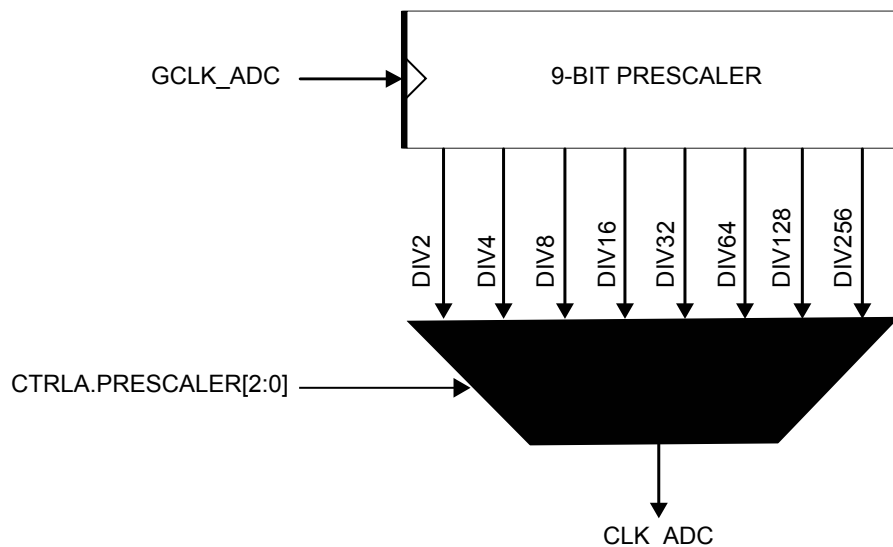 GCLK_ADC
9-BIT PRESCALER
DIV2
DIV4
DIV8
DIV16
DIV32
DIV64
DIV128
DIV256
CTRLA.PRESCALER[2:0]
CLK_ADC